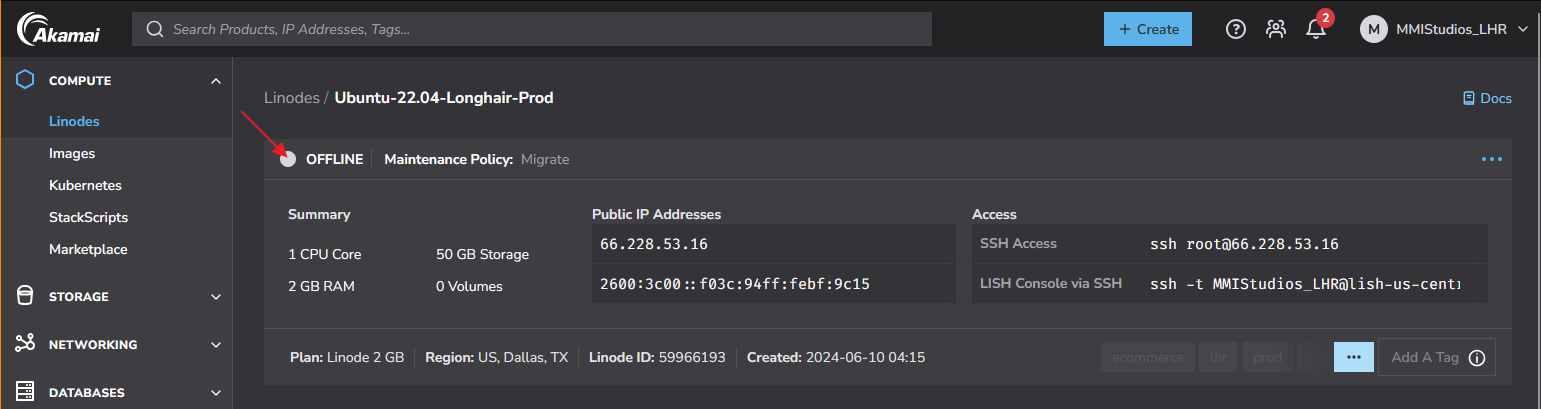 Akamai
Search Products, IP Addresses, Tags...
+ Create
2
M MMIStudios_LHR
COMPUTE
Linodes
Images
Kubernetes
StackScripts
Marketplace
STORAGE
NETWORKING
DATABASES
Linodes / Ubuntu-22.04-Longhair-Prod
Docs
OFFLINE Maintenance Policy: Migrate
Summary
1 CPU Core 50 GB Storage
2 GB RAM 0 Volumes
Public IP Addresses
66.228.53.16
2600:3c00::f03c:94ff:febf:9c15
Access
SSH Access ssh root@66.228.53.16
LISH Console via SSH ssh -t MMIStudios_LHR@lish-us-centr
Plan: Linode 2 GB Region: US, Dallas, TX Linode ID: 59966193 Created: 2024-06-10 04:15
ecommerce lhr prod ... Add A Tag